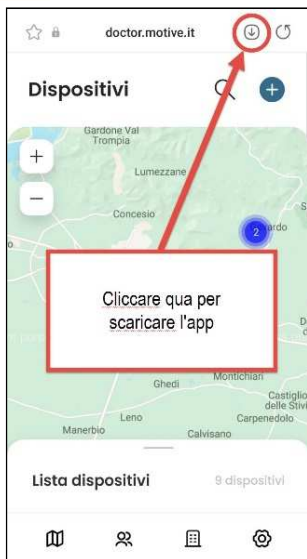 doctor.motive.it
Dispositivi
Gardone Val
Trompia
+
Lumezzane
−
Concesio
2
Cliccare qua per
scaricare l'app
Ghedi
Montichiari
Castiglio
delle Stivi
Leno
Carpenedolo
Manerbio
Calvisano
Lista dispositivi
9 dispositivi